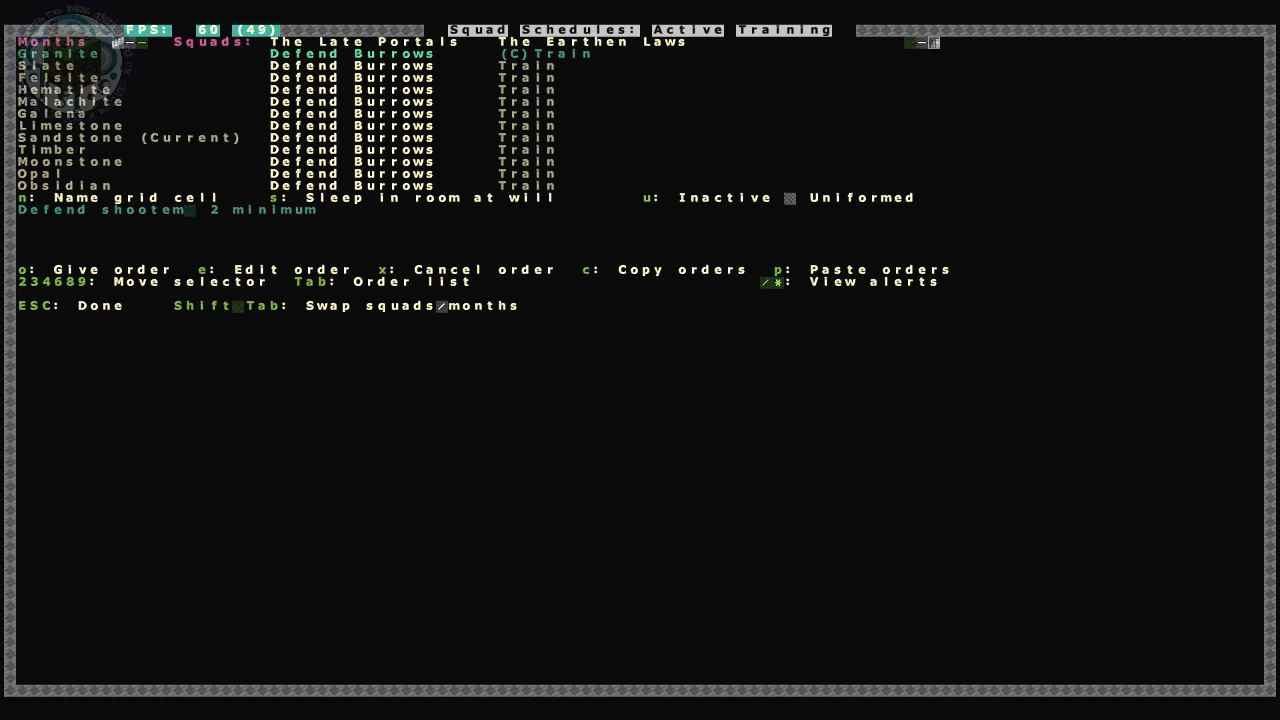 FPS: 60 (49) Squad Schedules: Active Training
Months Squads: The Late Portals The Earthen Laws
Granite Defend Burrows (C)Train
Slate Defend Burrows Train
Felsite Defend Burrows Train
Hematite Defend Burrows Train
Malachite Defend Burrows Train
Galena Defend Burrows Train
Limestone Defend Burrows Train
Sandstone (Current) Defend Burrows Train
Timber Defend Burrows Train
Moonstone Defend Burrows Train
Opal Defend Burrows Train
Obsidian Defend Burrows Train
n: Name grid cell s: Sleep in room at will u: Inactive Uniformed
Defend shootem 2 minimum
o: Give order e: Edit order x: Cancel order c: Copy orders p: Paste orders
234689: Move selector Tab: Order list /*: View alerts
ESC: Done Shift Tab: Swap squads/months